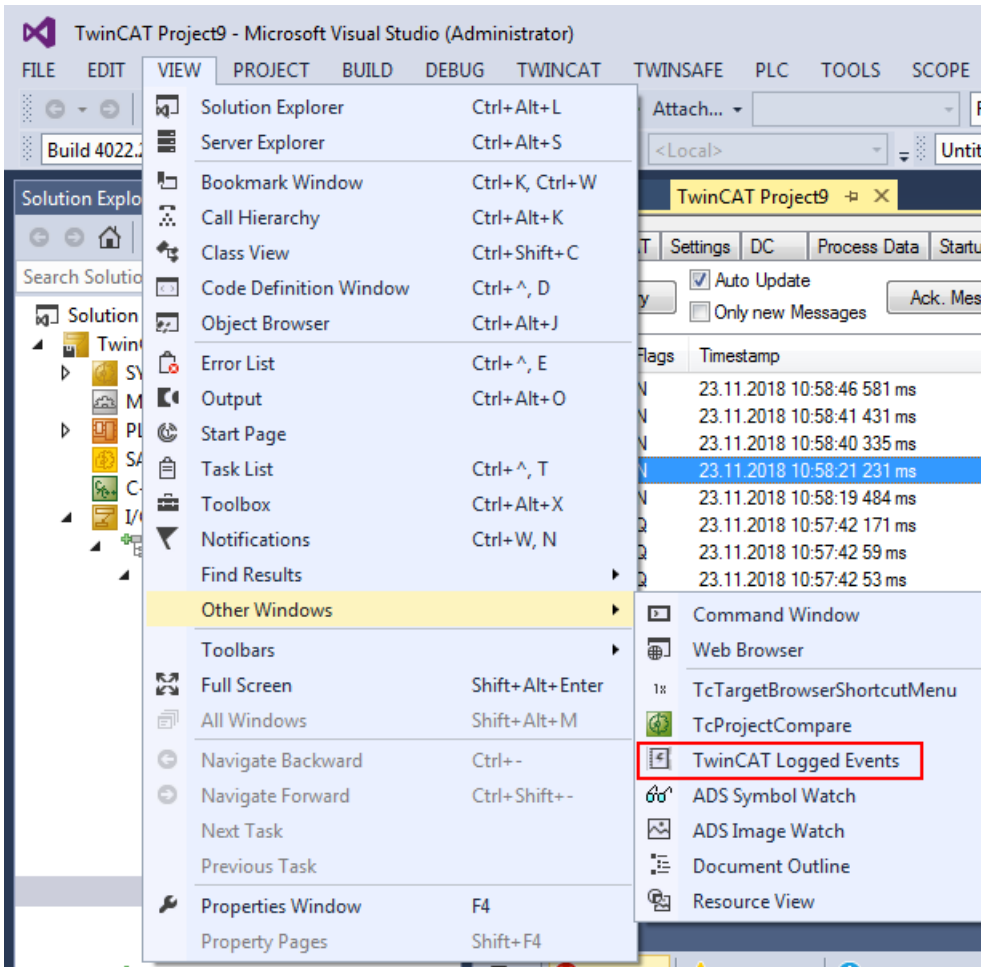 TwinCAT Project9 - Microsoft Visual Studio (Administrator)
FILE EDIT VIEW PROJECT BUILD DEBUG TWINCAT TWINSAFE PLC TOOLS SCOPE
Attach...
Build 4022.2
<Local>
Untit
Solution Explo
TwinCAT Project9
Settings DC Process Data Startu
Search Solutio
Auto Update
Only new Messages
Ack. Mes
Flags Timestamp
N 23.11.2018 10:58:46 581 ms
N 23.11.2018 10:58:41 431 ms
N 23.11.2018 10:58:40 335 ms
N 23.11.2018 10:58:21 231 ms
N 23.11.2018 10:58:19 484 ms
Q 23.11.2018 10:57:42 171 ms
Q 23.11.2018 10:57:42 59 ms
Q 23.11.2018 10:57:42 53 ms
Solution
Twin
SY
M
PL
SA
C+
I/O
Solution Explorer Ctrl+Alt+L
Server Explorer Ctrl+Alt+S
Bookmark Window Ctrl+K, Ctrl+W
Call Hierarchy Ctrl+Alt+K
Class View Ctrl+Shift+C
Code Definition Window Ctrl+^, D
Object Browser Ctrl+Alt+J
Error List Ctrl+^, E
Output Ctrl+Alt+O
Start Page
Task List Ctrl+^, T
Toolbox Ctrl+Alt+X
Notifications Ctrl+W, N
Find Results
Other Windows
Toolbars
Full Screen Shift+Alt+Enter
All Windows Shift+Alt+M
Navigate Backward Ctrl+-
Navigate Forward Ctrl+Shift+-
Next Task
Previous Task
Properties Window F4
Property Pages Shift+F4
Command Window
Web Browser
TcTargetBrowserShortcutMenu
TcProjectCompare
TwinCAT Logged Events
ADS Symbol Watch
ADS Image Watch
Document Outline
Resource View